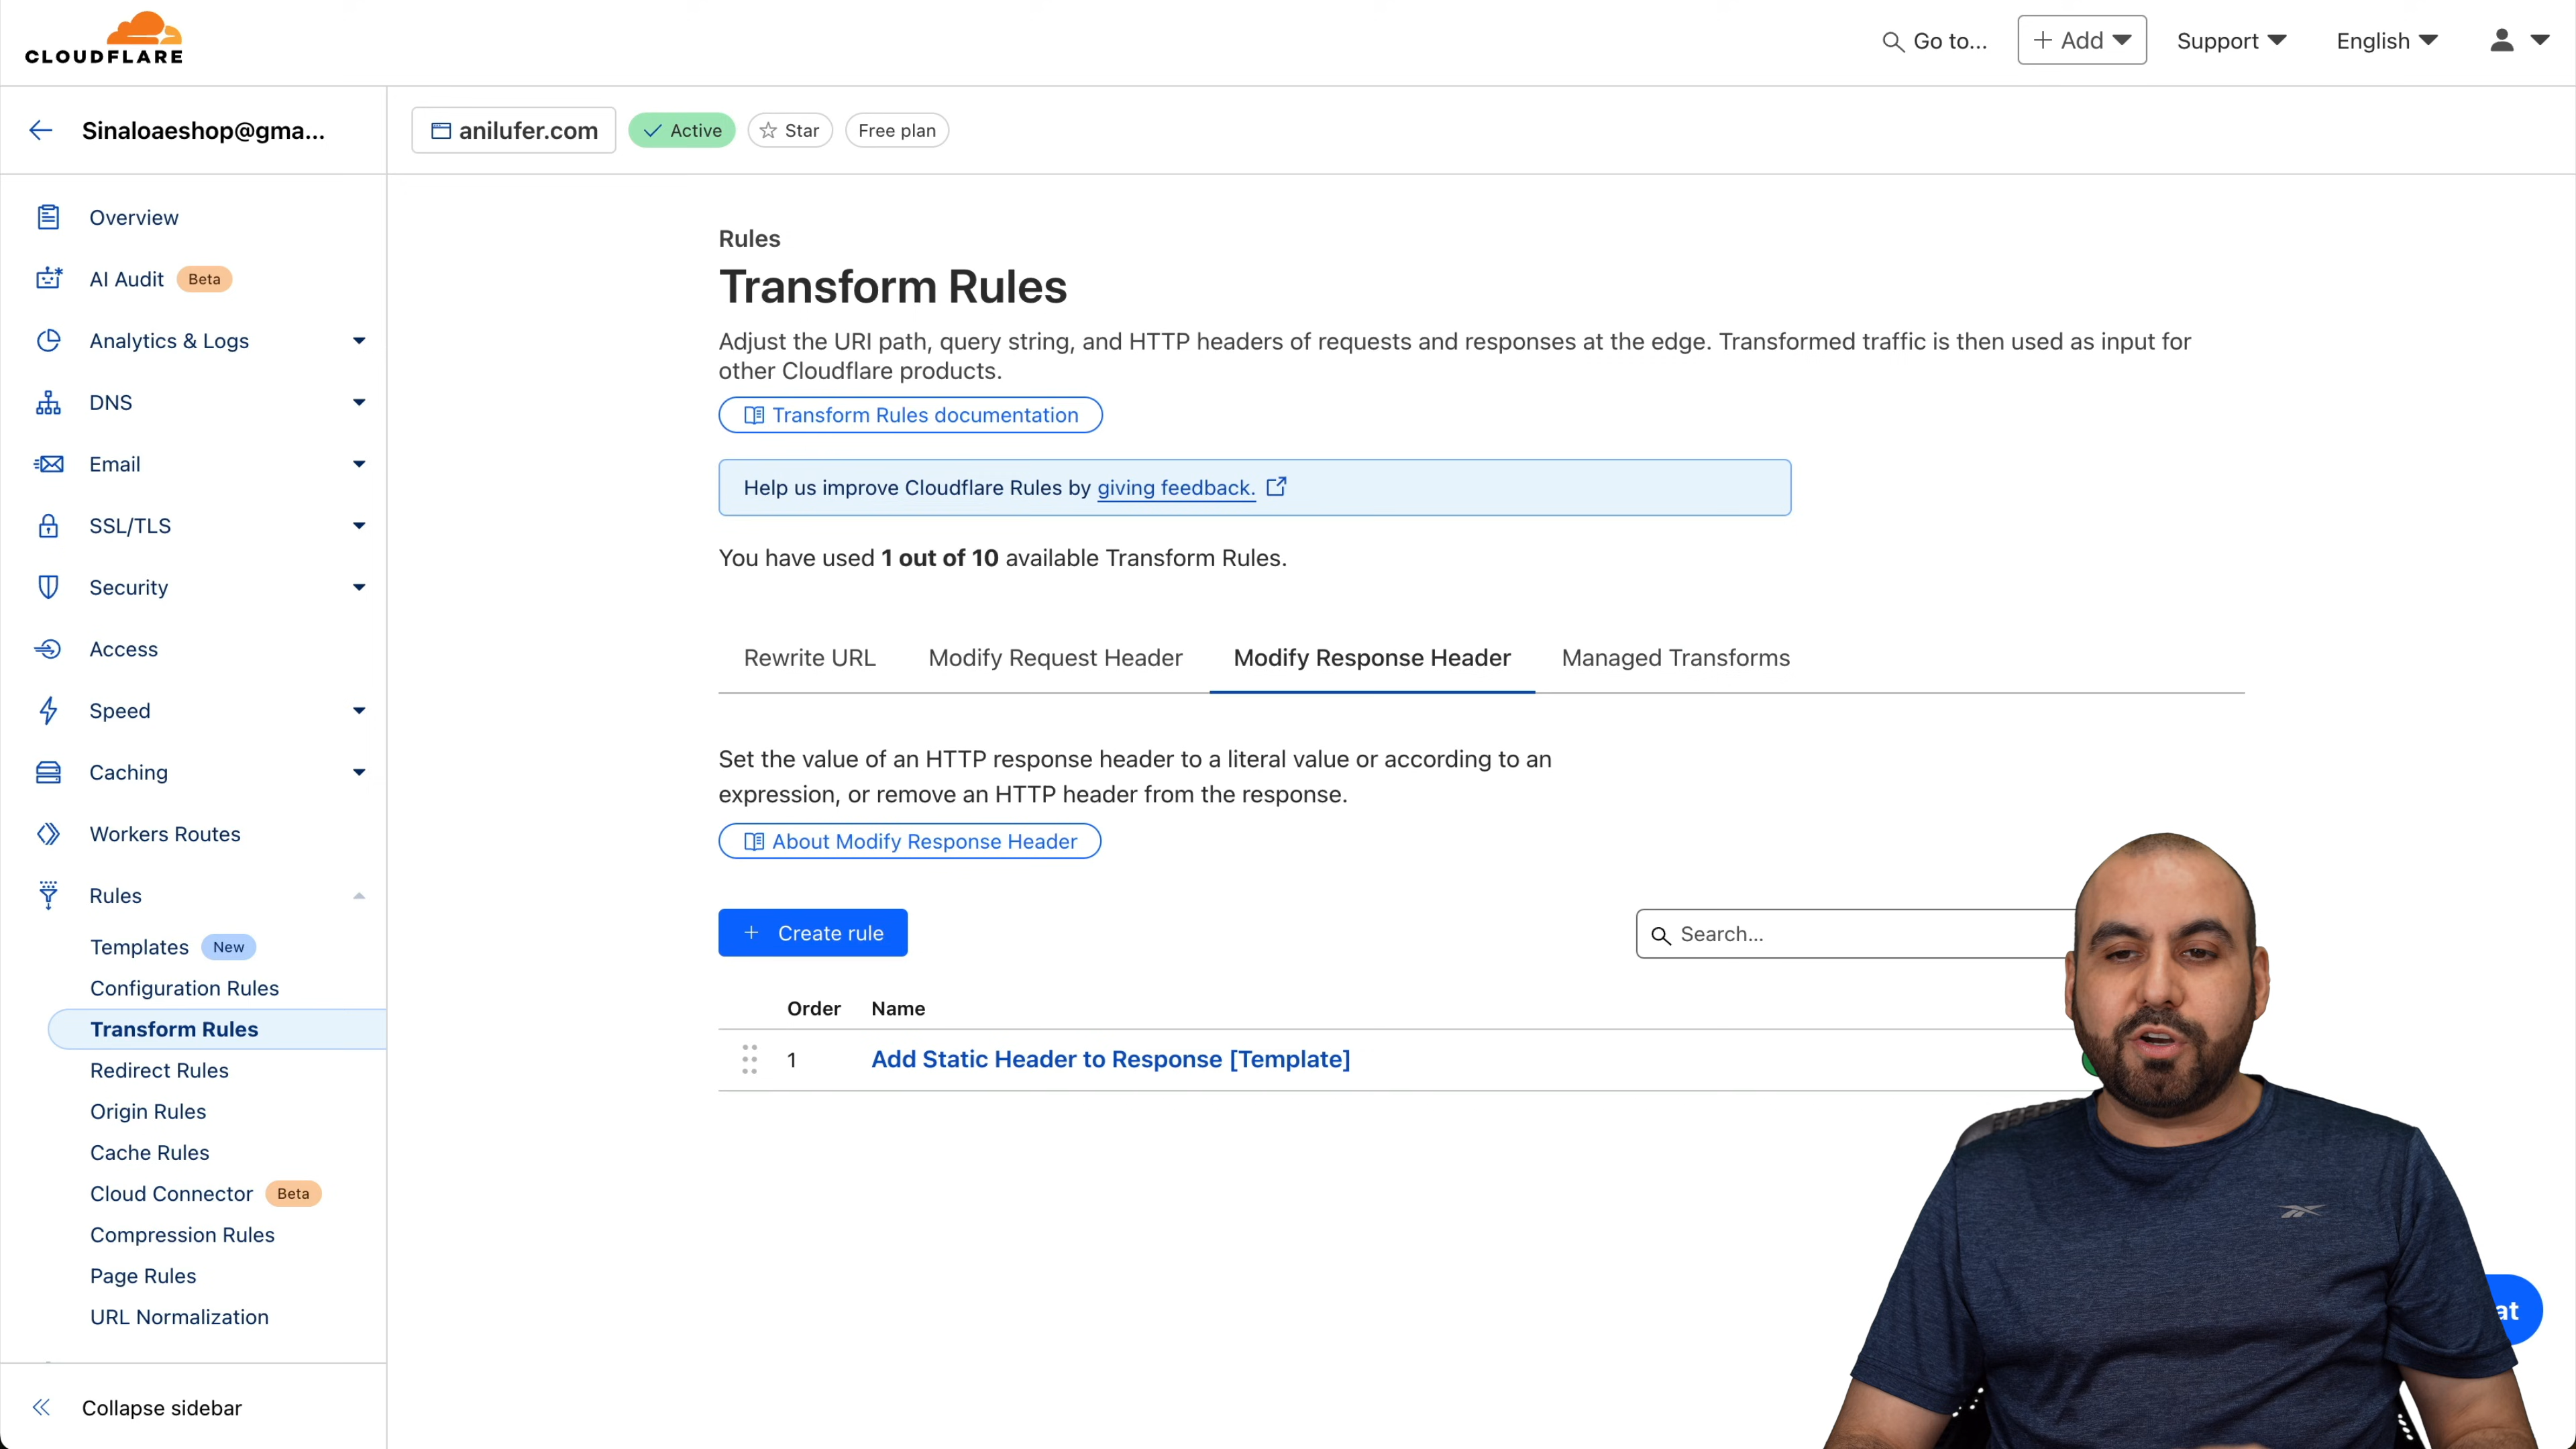 CLOUDFLARE
Go to...
+ Add
Support
English
Sinaloaeshop@gma...
anilufer.com
Active
Star
Free plan
Overview
AI Audit Beta
Analytics & Logs
DNS
Email
SSL/TLS
Security
Access
Speed
Caching
Workers Routes
Rules
Templates New
Configuration Rules
Transform Rules
Redirect Rules
Origin Rules
Cache Rules
Cloud Connector Beta
Compression Rules
Page Rules
URL Normalization
Collapse sidebar
Rules
Transform Rules
Adjust the URI path, query string, and HTTP headers of requests and responses at the edge. Transformed traffic is then used as input for
other Cloudflare products.
Transform Rules documentation
Help us improve Cloudflare Rules by giving feedback.
You have used 1 out of 10 available Transform Rules.
Rewrite URL
Modify Request Header
Modify Response Header
Managed Transforms
Set the value of an HTTP response header to a literal value or according to an
expression, or remove an HTTP header from the response.
About Modify Response Header
+ Create rule
Search...
Order Name
1 Add Static Header to Response [Template]